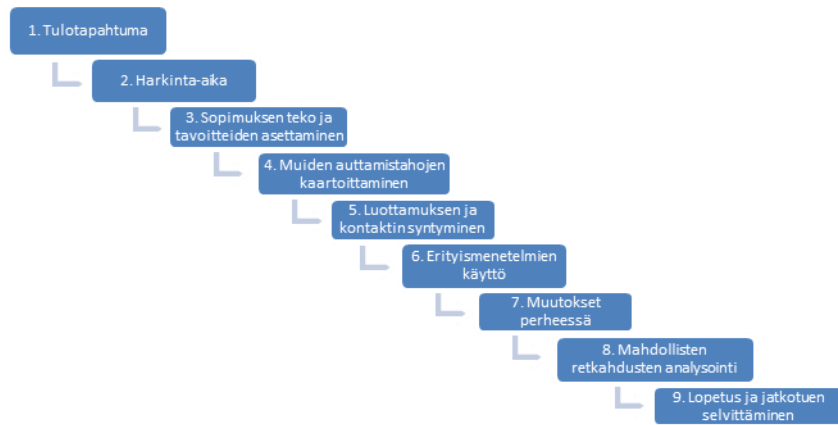 1. Tulotapahtuma
2. Harkinta-aika
3. Sopimuksen teko ja
tavoitteiden asettaminen
4. Muiden auttamistahojen
kaartoittaminen
5. Luottamuksen ja
kontaktin syntyminen
6. Erityismenetelmien
käyttö
7. Muutokset
perheessä
8. Mahdollisten
retkahdusten analysointi
9. Lopetus ja jatkotuen
selvittäminen